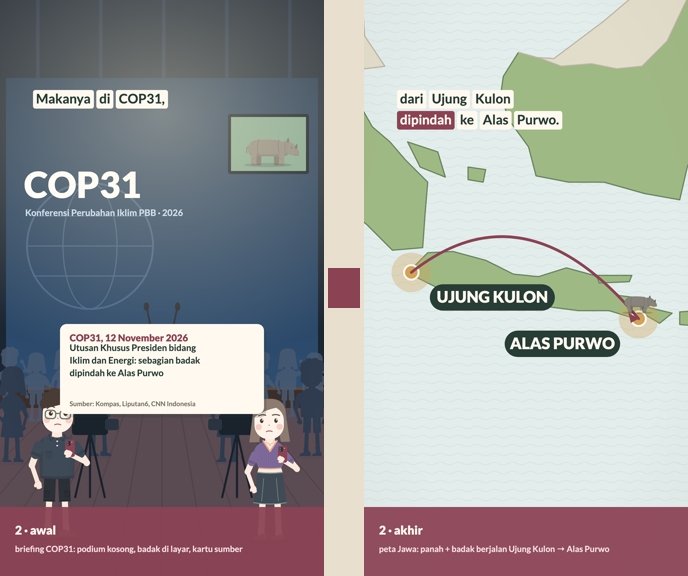 Makanya di COP31,
COP31
Konferensi Perubahan Iklim PBB · 2026
COP31, 12 November 2026
Utusan Khusus Presiden bidang
Iklim dan Energi: sebagian badak
dipindah ke Alas Purwo
Sumber: Kompas, Liputan6, CNN Indonesia
2 · awal
briefing COP31: podium kosong, badak di layar, kartu sumber
dari Ujung Kulon
dipindah ke Alas Purwo.
UJUNG KULON
ALAS PURWO
2 · akhir
peta Jawa: panah + badak berjalan Ujung Kulon → Alas Purwo